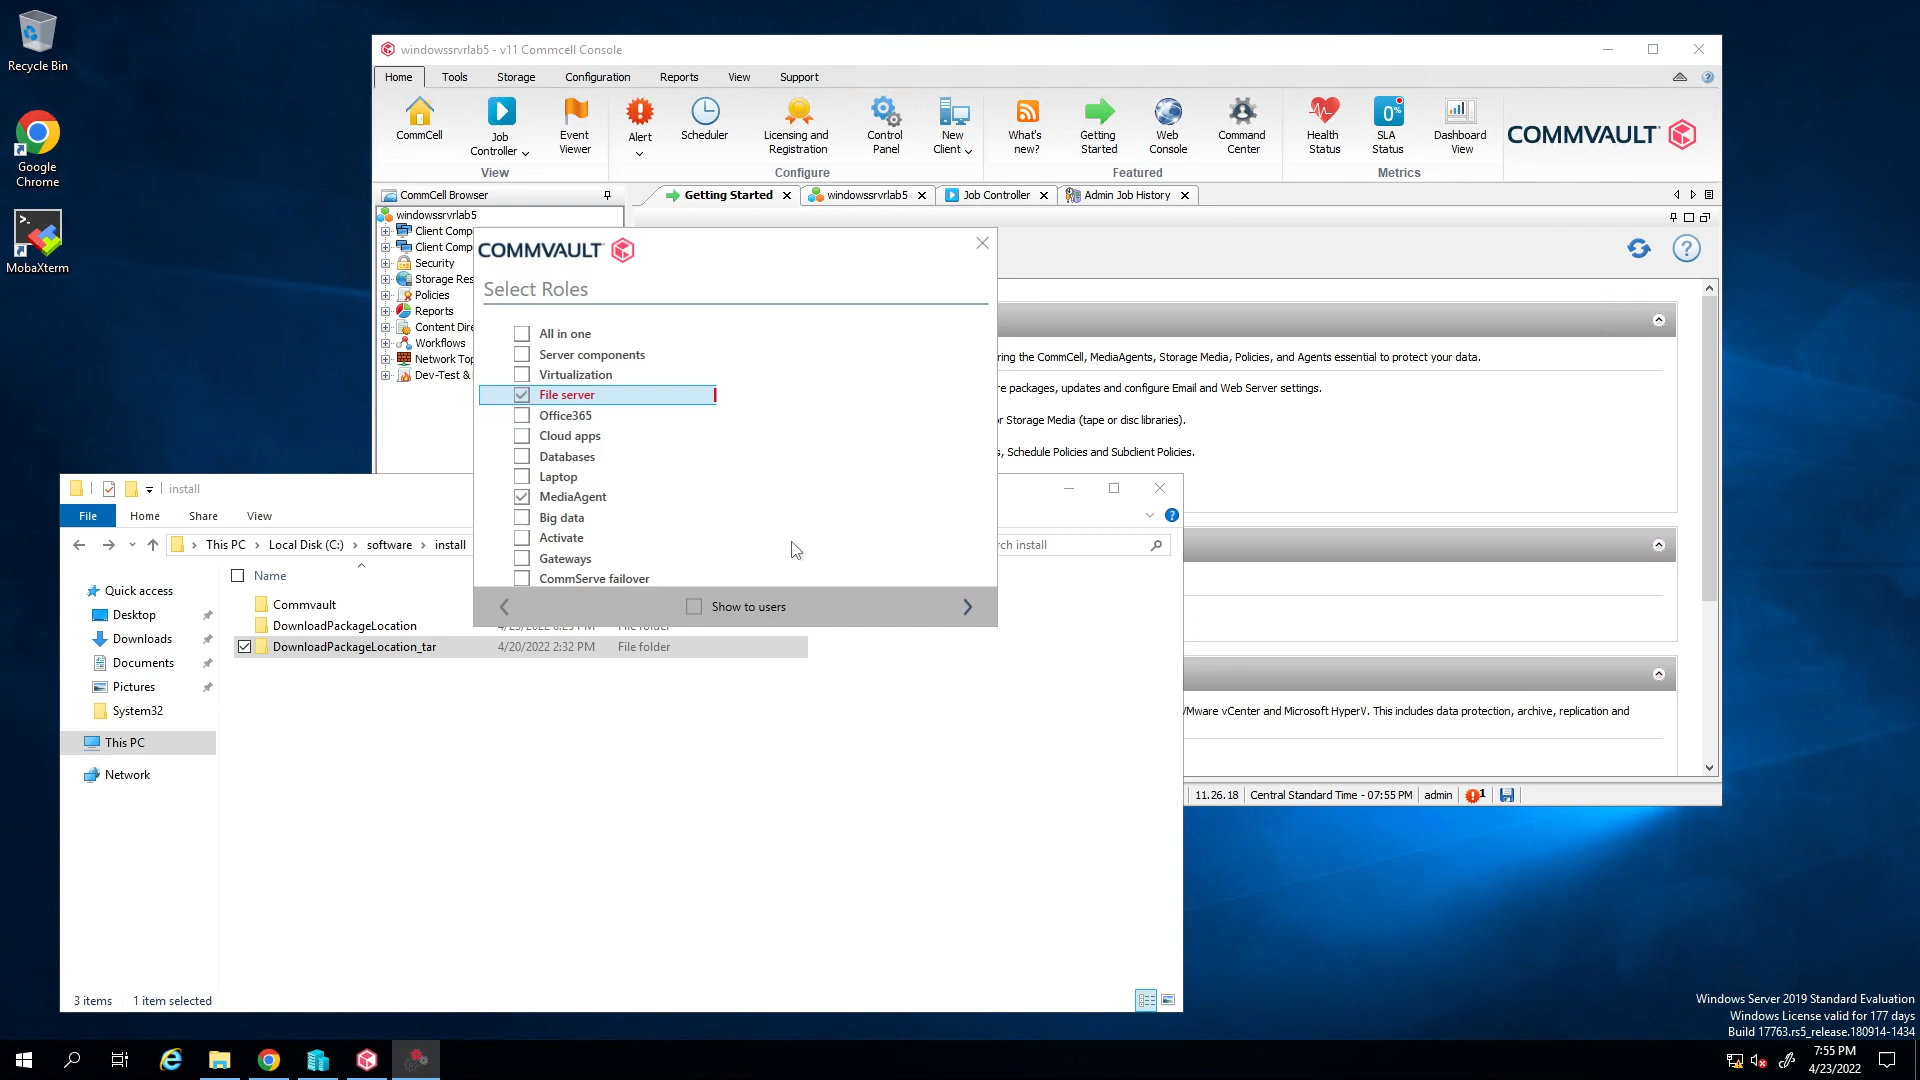 Recycle Bin
Google
Chrome
MobaXterm
windowssrvrlab5 - v11 Commcell Console
Home Tools Storage Configuration Reports View Support
CommCell
Job
Controller
Event
Viewer
View
Alert
Scheduler
Licensing and
Registration
Control
Panel
New
Client
Configure
What's
new?
Getting
Started
Web
Console
Command
Center
Featured
Health
Status
0%
SLA
Status
Dashboard
View
Metrics
COMMVAULT
CommCell Browser
Getting Started windowssrvrlab5 Job Controller Admin Job History
windowssrvrlab5
Client Comp
Client Comp
Security
Storage Res
Policies
Reports
Content Dire
Workflows
Network Top
Dev-Test &
ring the CommCell, MediaAgents, Storage Media, Policies, and Agents essential to protect your data.
re packages, updates and configure Email and Web Server settings.
or Storage Media (tape or disc libraries).
s, Schedule Policies and Subclient Policies.
VMware vCenter and Microsoft HyperV. This includes data protection, archive, replication and
11.26.18 Central Standard Time - 07:55 PM admin 1
COMMVAULT
Select Roles
All in one
Server components
Virtualization
File server
Office365
Cloud apps
Databases
Laptop
MediaAgent
Big data
Activate
Gateways
CommServe failover
Show to users
install
File Home Share View
This PC Local Disk (C:) software install
rch install
Quick access
Desktop
Downloads
Documents
Pictures
System32
This PC
Network
Name
Commvault
DownloadPackageLocation File folder
DownloadPackageLocation_tar 4/20/2022 2:32 PM File folder
3 items 1 item selected
Windows Server 2019 Standard Evaluation
Windows License valid for 177 days
Build 17763.rs5_release.180914-1434
7:55 PM
4/23/2022